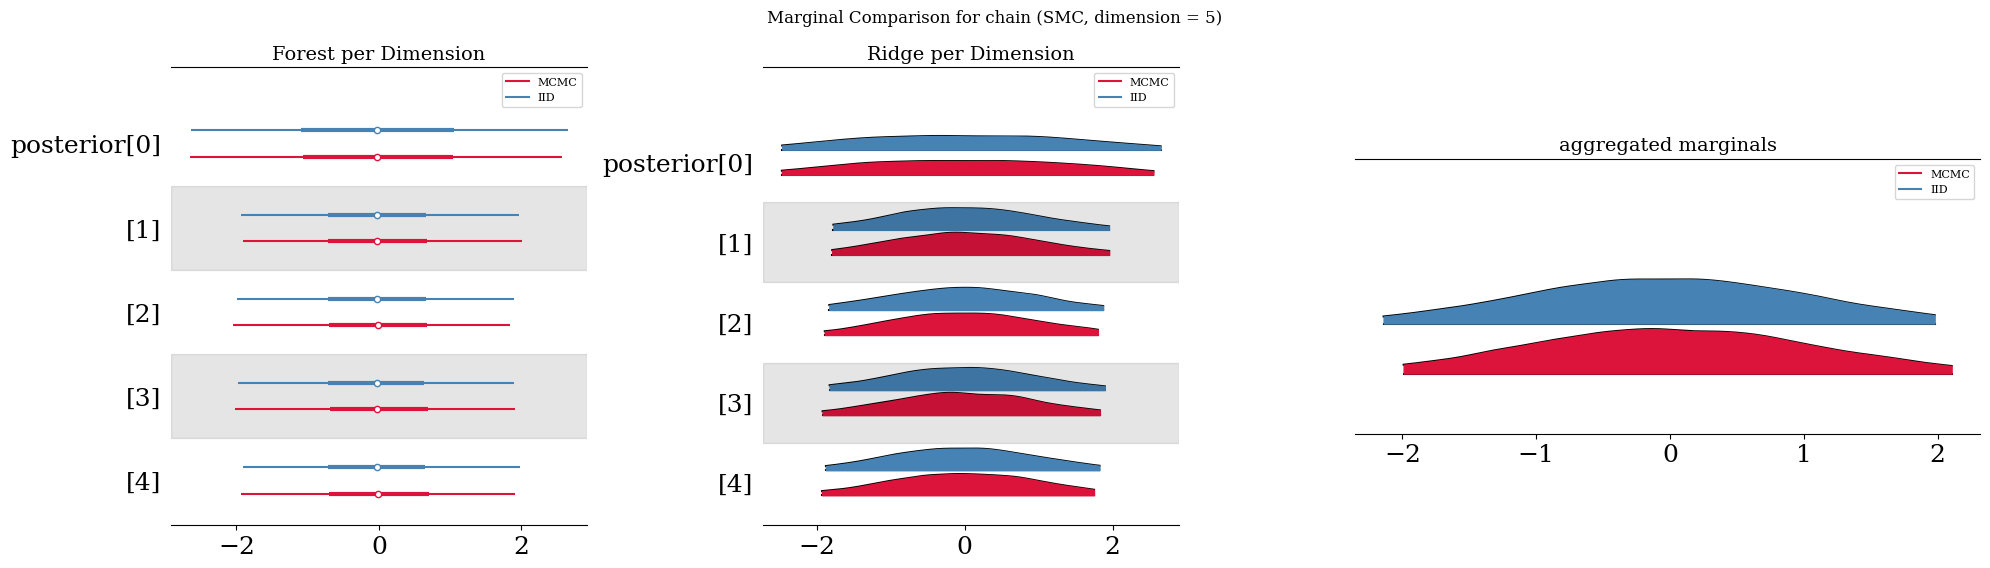 Marginal Comparison for chain (SMC, dimension = 5)
Forest per Dimension
MCMC
IID
posterior[0]
[1]
[2]
[3]
[4]
−2 0 2
Ridge per Dimension
MCMC
IID
posterior[0]
[1]
[2]
[3]
[4]
−2 0 2
aggregated marginals
MCMC
IID
−2 −1 0 1 2